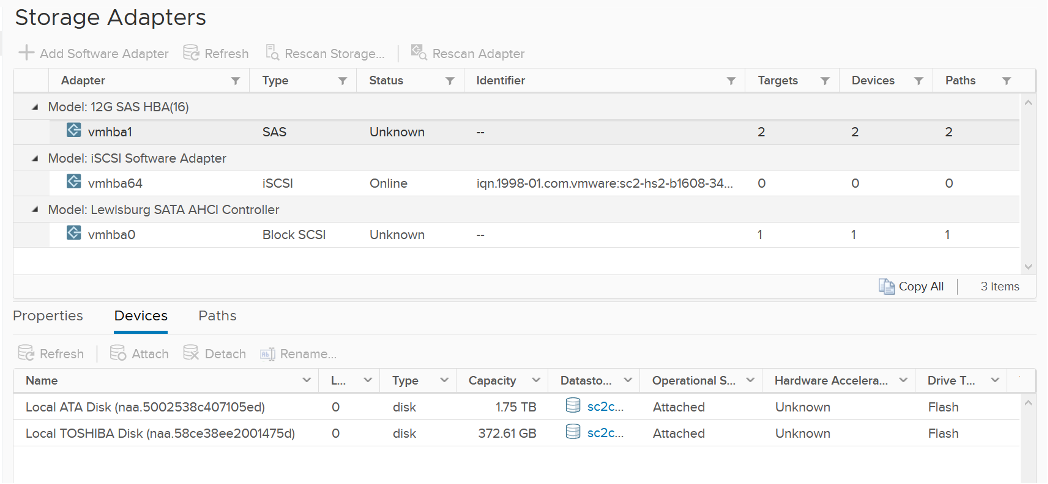 Storage Adapters
Add Software Adapter Refresh Rescan Storage... Rescan Adapter
Adapter Type Status Identifier Targets Devices Paths
Model: 12G SAS HBA(16)
vmhba1 SAS Unknown -- 2 2 2
Model: iSCSI Software Adapter
vmhba64 iSCSI Online iqn.1998-01.com.vmware:sc2-hs2-b1608-34... 0 0 0
Model: Lewisburg SATA AHCI Controller
vmhba0 Block SCSI Unknown -- 1 1 1
Copy All 3 items
Properties Devices Paths
Refresh Attach Detach Rename...
Name L... Type Capacity Datasto... Operational S... Hardware Accelera... Drive T...
Local ATA Disk (naa.5002538c407105ed) 0 disk 1.75 TB sc2c... Attached Unknown Flash
Local TOSHIBA Disk (naa.58ce38ee2001475d) 0 disk 372.61 GB sc2c... Attached Unknown Flash